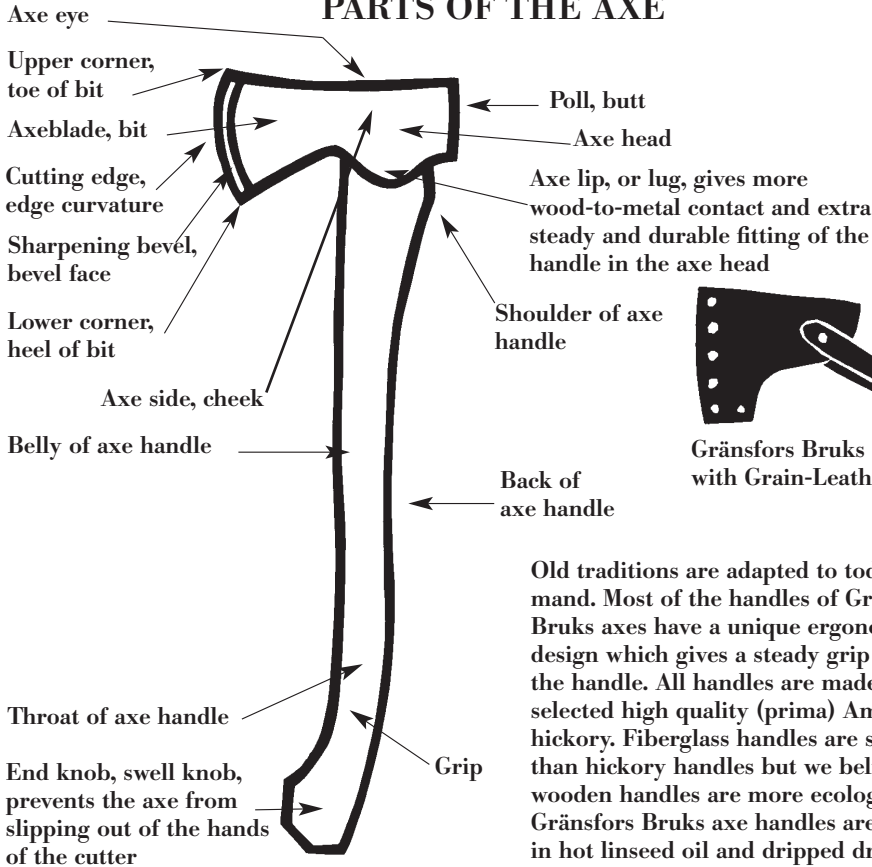 PARTS OF THE AXE
Axe eye
Upper corner,
toe of bit
Axeblade, bit
Cutting edge,
edge curvature
Sharpening bevel,
bevel face
Lower corner,
heel of bit
Axe side, cheek
Belly of axe handle
Throat of axe handle
End knob, swell knob,
prevents the axe from
slipping out of the hands
of the cutter
Poll, butt
Axe head
Axe lip, or lug, gives more
wood-to-metal contact and extra
steady and durable fitting of the
handle in the axe head
Shoulder of axe
handle
Back of
axe handle
Grip
Gränsfors Bruks
with Grain-Leath
Old traditions are adapted to
mand. Most of the handles of Gr
Bruks axes have a unique ergono
design which gives a steady grip
the handle. All handles are made
selected high quality (prima) Am
hickory. Fiberglass handles are s
than hickory handles but we beli
wooden handles are more ecolog
Gränsfors Bruks axe handles are
in hot linseed oil and dripped dr